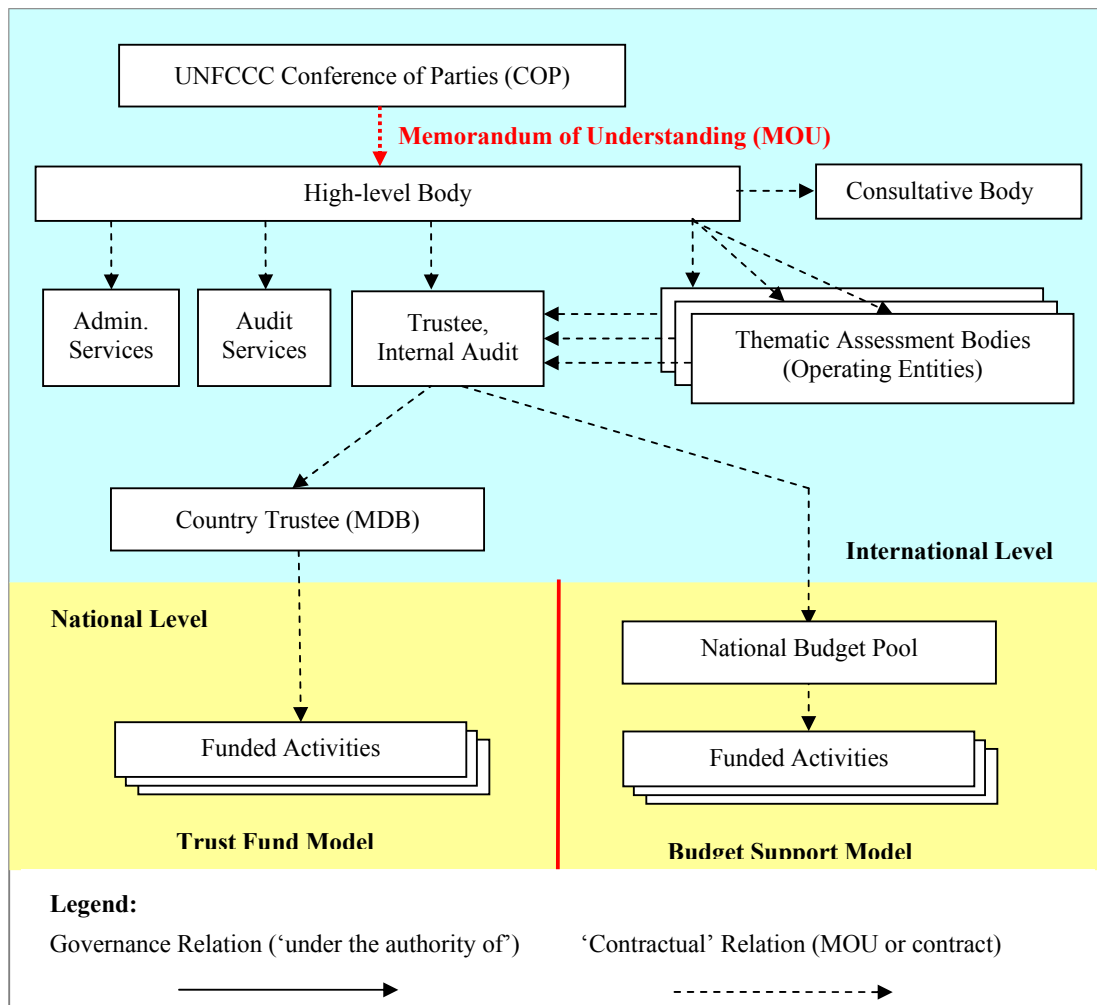 UNFCCC Conference of Parties (COP)
Memorandum of Understanding (MOU)
High-level Body
Consultative Body
Admin.
Services
Audit
Services
Trustee,
Internal Audit
Thematic Assessment Bodies
(Operating Entities)
Country Trustee (MDB)
International Level
National Level
National Budget Pool
Funded Activities
Funded Activities
Trust Fund Model
Budget Support Model
Legend:
Governance Relation (‘under the authority of’)
‘Contractual’ Relation (MOU or contract)